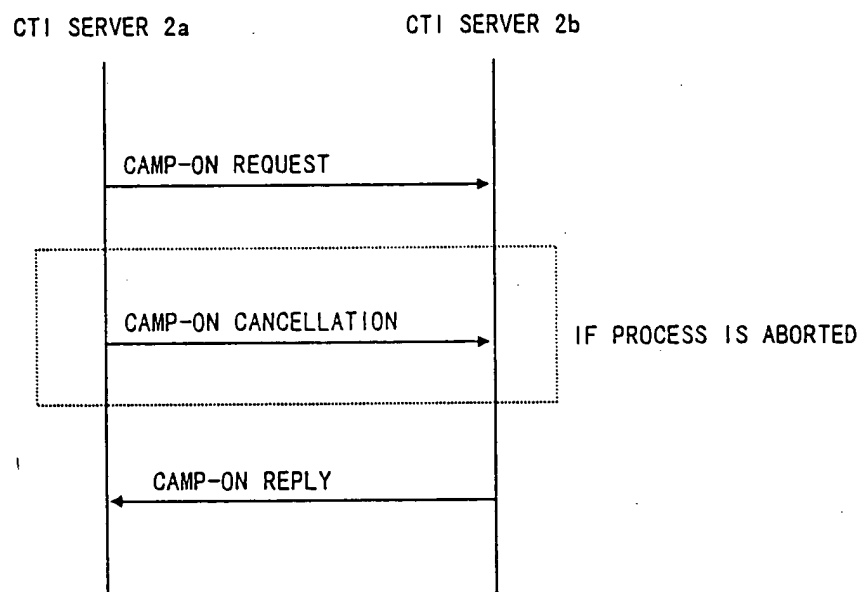 CTI SERVER 2a
CTI SERVER 2b
CAMP-ON REQUEST
CAMP-ON CANCELLATION
IF PROCESS IS ABORTED
CAMP-ON REPLY